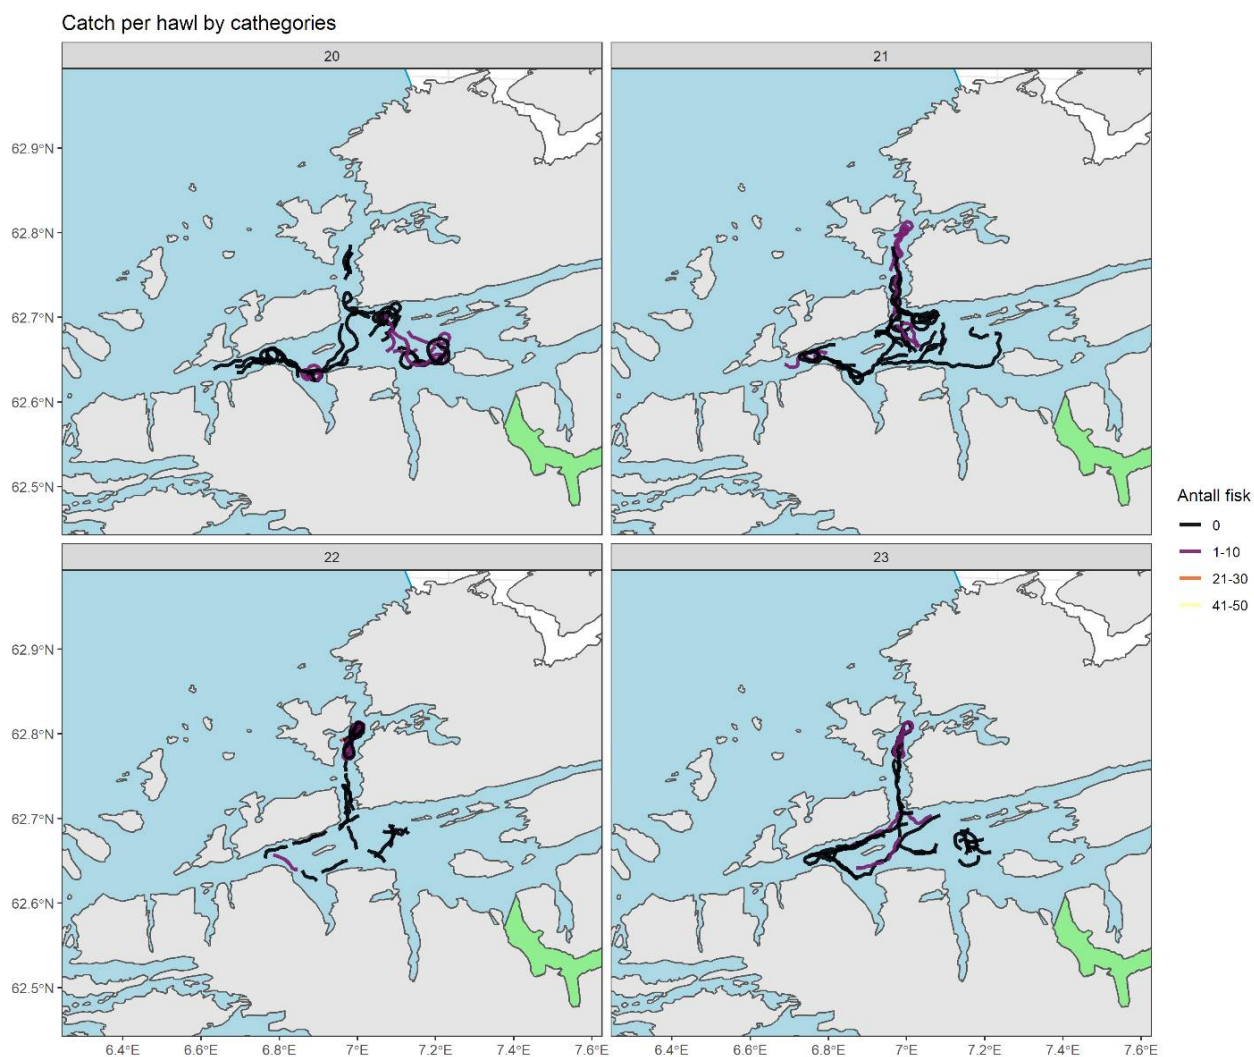 Catch per hawl by cathegories
20
21
62.9°N
62.8°N
62.7°N
62.6°N
62.5°N
22
23
62.9°N
62.8°N
62.7°N
62.6°N
62.5°N
6.4°E 6.6°E 6.8°E 7°E 7.2°E 7.4°E 7.6°E
6.4°E 6.6°E 6.8°E 7°E 7.2°E 7.4°E 7.6°E
Antall fisk
0
1-10
21-30
41-50